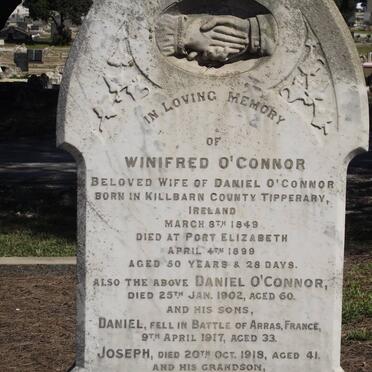 IN LOVING MEMORY
OF
WINIFRED O'CONNOR
BELOVED WIFE OF DANIEL O'CONNOR
BORN IN KILLBARN COUNTY TIPPERARY,
IRELAND
MARCH 8TH 1849
DIED AT PORT ELIZABETH
APRIL 4TH 1899
AGED 50 YEARS & 28 DAYS.
ALSO THE ABOVE DANIEL O'CONNOR,
DIED 25TH JAN. 1902, AGED 60.
AND HIS SONS,
DANIEL, FELL IN BATTLE OF ARRAS, FRANCE,
9TH APRIL 1917, AGED 33.
JOSEPH, DIED 20TH OCT. 1918, AGED 41.
AND HIS GRANDSON,